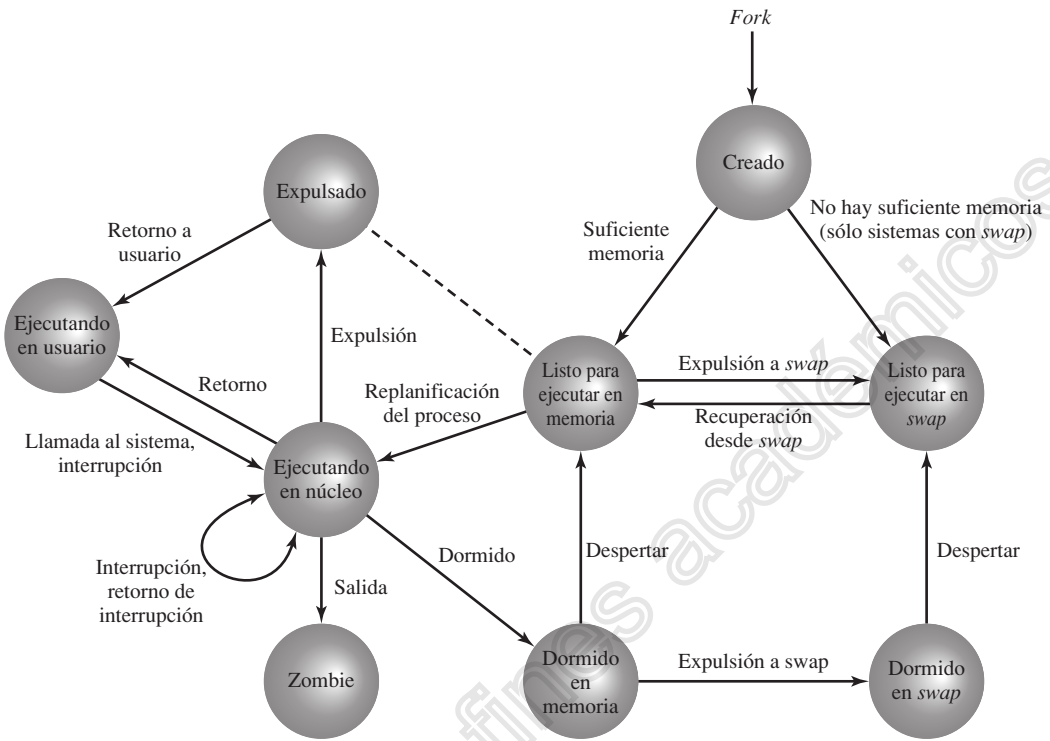 Fork
Creado
Expulsado
No hay suficiente memoria
(sólo sistemas con swap)
Retorno a
usuario
Suficiente
memoria
Ejecutando
en usuario
Expulsión
Listo para
ejecutar en
memoria
Expulsión a swap
Listo para
ejecutar en
swap
Retorno
Replanificación
del proceso
Recuperación
desde swap
Llamada al sistema,
interrupción
Ejecutando
en núcleo
Dormido
Despertar
Despertar
Interrupción,
retorno de
interrupción
Salida
Zombie
Dormido
en
memoria
Expulsión a swap
Dormido
en swap
fines académicos